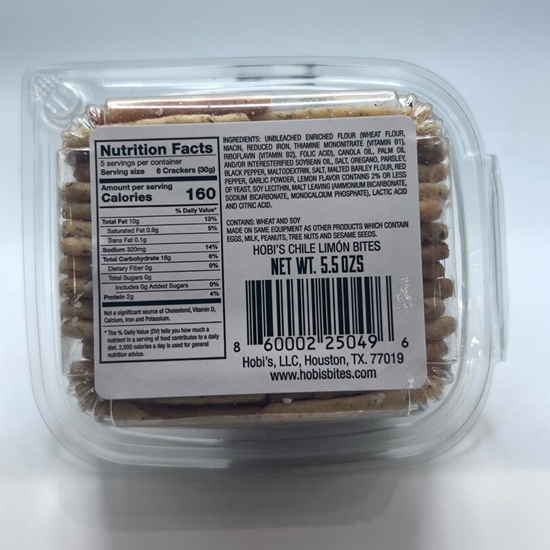 Nutrition Facts
5 servings per container
Serving size 6 Crackers (30g)
Amount per serving
Calories 160
% Daily Value*
Total Fat 10g 13%
Saturated Fat 0.9g 5%
Trans Fat 0.1g
Sodium 320mg 14%
Total Carbohydrate 16g 6%
Dietary Fiber 0g 0%
Total Sugars 0g
Includes 0g Added Sugars 0%
Protein 2g 4%
Not a significant source of Cholesterol, Vitamin D,
Calcium, Iron and Potassium.
* The % Daily Value (DV) tells you how much a
nutrient in a serving of food contributes to a daily
diet. 2,000 calories a day is used for general
nutrition advice.
INGREDIENTS: UNBLEACHED ENRICHED FLOUR (WHEAT FLOUR,
NIACIN, REDUCED IRON, THIAMINE MONONITRATE (VITAMIN B1),
RIBOFLAVIN (VITAMIN B2), FOLIC ACID), CANOLA OIL, PALM OIL
AND/OR INTERESTERIFIED SOYBEAN OIL, SALT, OREGANO, PARSLEY,
BLACK PEPPER, MALTODEXTRIN, SALT, MALTED BARLEY FLOUR, RED
PEPPER, GARLIC POWDER, LEMON FLAVOR CONTAINS 2% OR LESS
OF YEAST, SOY LECITHIN, MALT LEAVING (AMMONIUM BICARBONATE,
SODIUM BICARBONATE, MONOCALCIUM PHOSPHATE), LACTIC ACID
AND CITRIC ACID.
CONTAINS: WHEAT AND SOY
MADE ON SAME EQUIPMENT AS OTHER PRODUCTS WHICH CONTAIN
EGGS, MILK, PEANUTS, TREE NUTS AND SESAME SEEDS.
HOBI'S CHILE LIMÓN BITES
NET WT. 5.5 OZS
8 60002 25049 6
Hobi's, LLC, Houston, TX. 77019
www.hobisbites.com